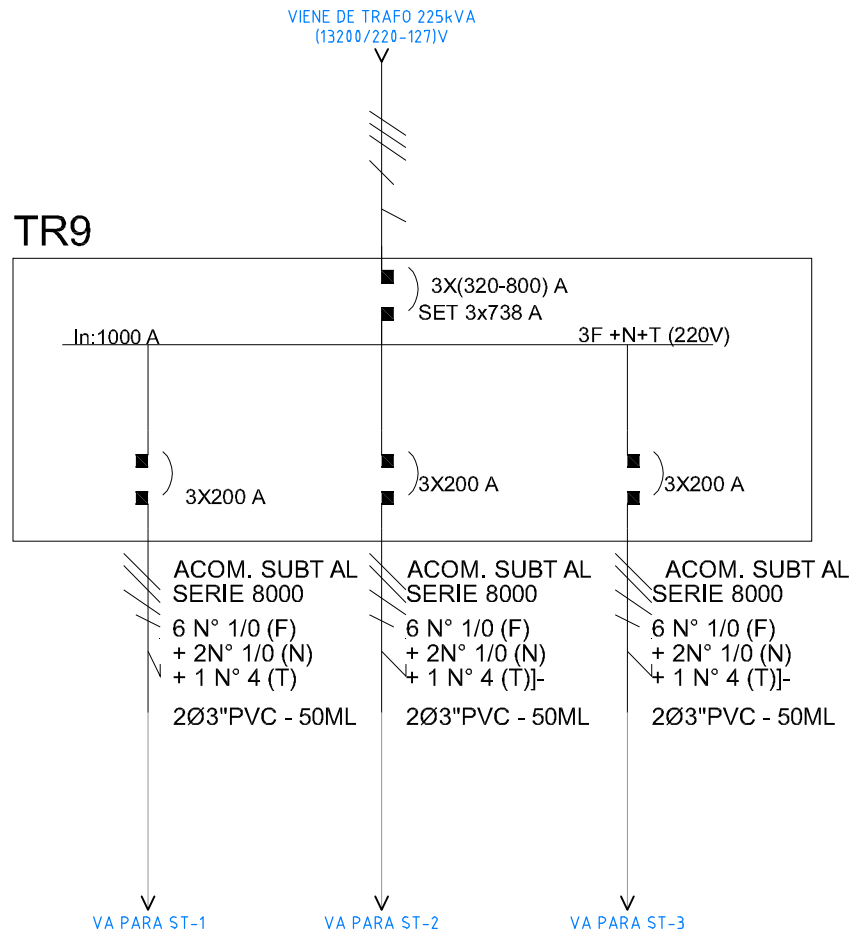 VIENE DE TRAFO 225kVA
(13200/220-127)V
TR9
3X(320-800) A
SET 3x738 A
In:1000 A
3F +N+T (220V)
3X200 A
3X200 A
3X200 A
ACOM. SUBT AL
SERIE 8000
6 N° 1/0 (F)
+ 2N° 1/0 (N)
+ 1 N° 4 (T)
2Ø3"PVC - 50ML
ACOM. SUBT AL
SERIE 8000
6 N° 1/0 (F)
+ 2N° 1/0 (N)
+ 1 N° 4 (T)]-
2Ø3"PVC - 50ML
ACOM. SUBT AL
SERIE 8000
6 N° 1/0 (F)
+ 2N° 1/0 (N)
+ 1 N° 4 (T)]-
2Ø3"PVC - 50ML
VA PARA ST-1
VA PARA ST-2
VA PARA ST-3